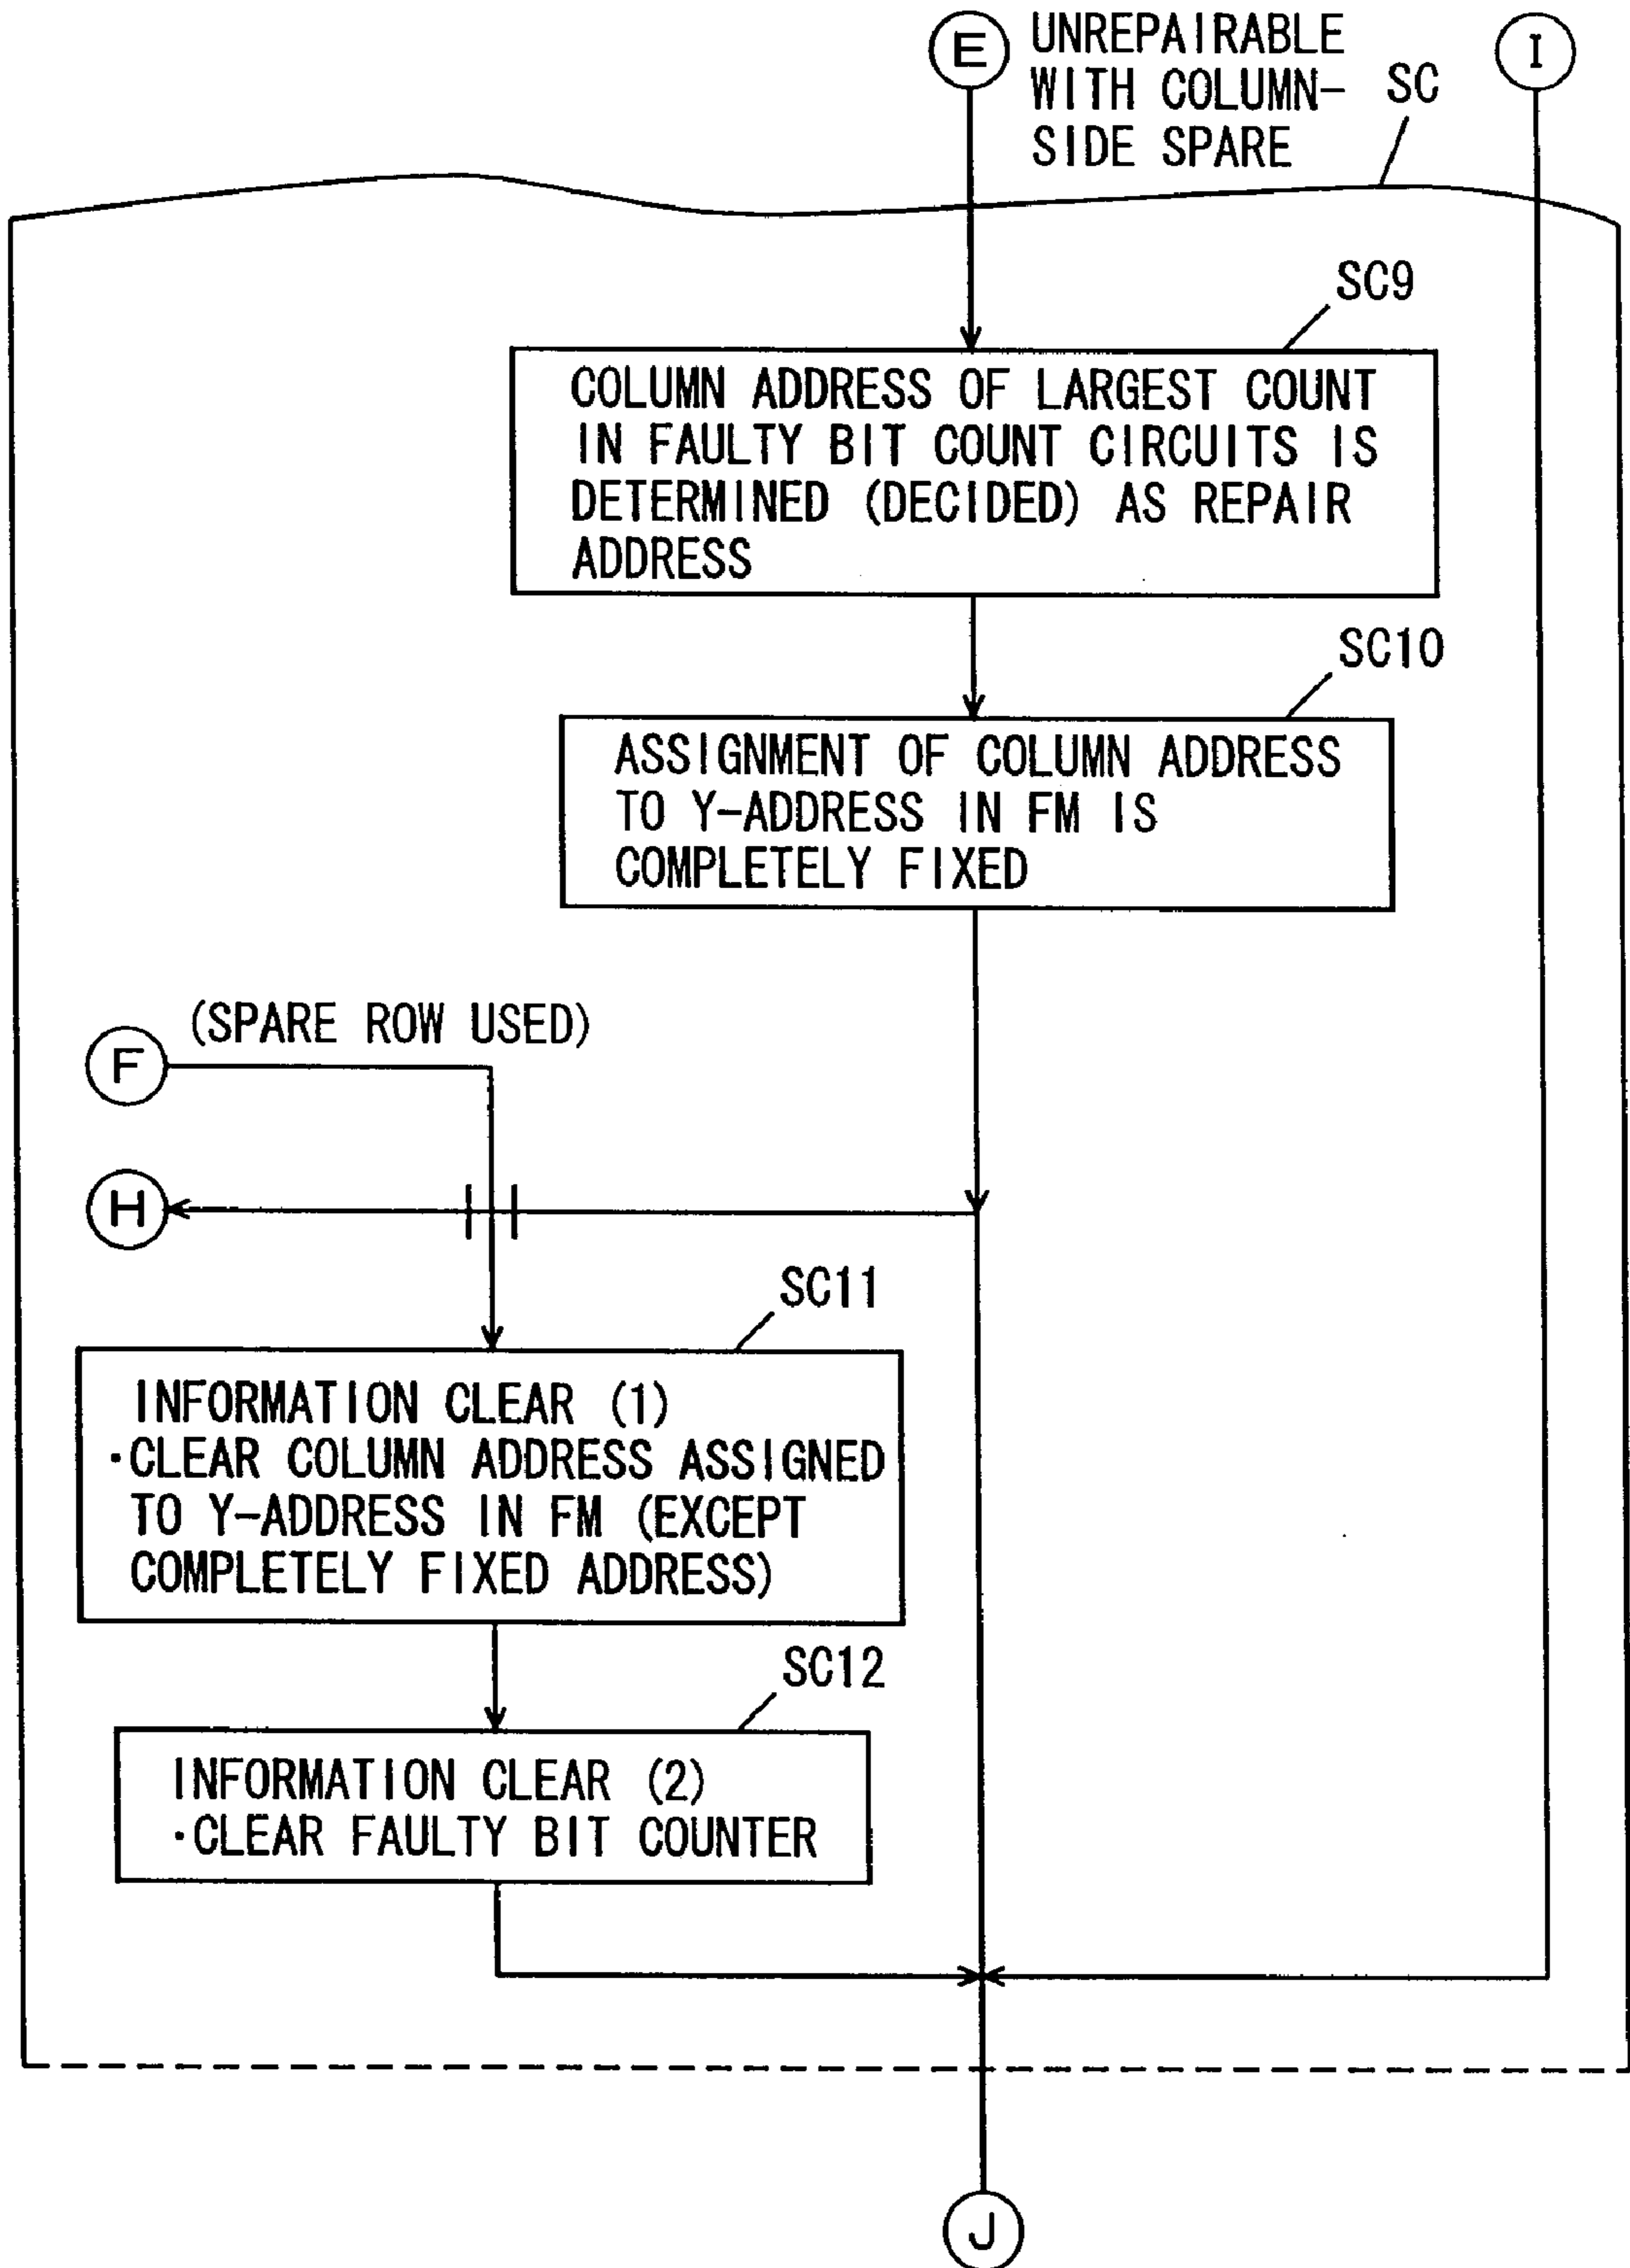 E
UNREPAIRABLE
WITH COLUMN-
SIDE SPARE
SC
I
SC9
COLUMN ADDRESS OF LARGEST COUNT
IN FAULTY BIT COUNT CIRCUITS IS
DETERMINED (DECIDED) AS REPAIR
ADDRESS
SC10
ASSIGNMENT OF COLUMN ADDRESS
TO Y-ADDRESS IN FM IS
COMPLETELY FIXED
F
(SPARE ROW USED)
H
SC11
INFORMATION CLEAR (1)
·CLEAR COLUMN ADDRESS ASSIGNED
TO Y-ADDRESS IN FM (EXCEPT
COMPLETELY FIXED ADDRESS)
SC12
INFORMATION CLEAR (2)
·CLEAR FAULTY BIT COUNTER
J